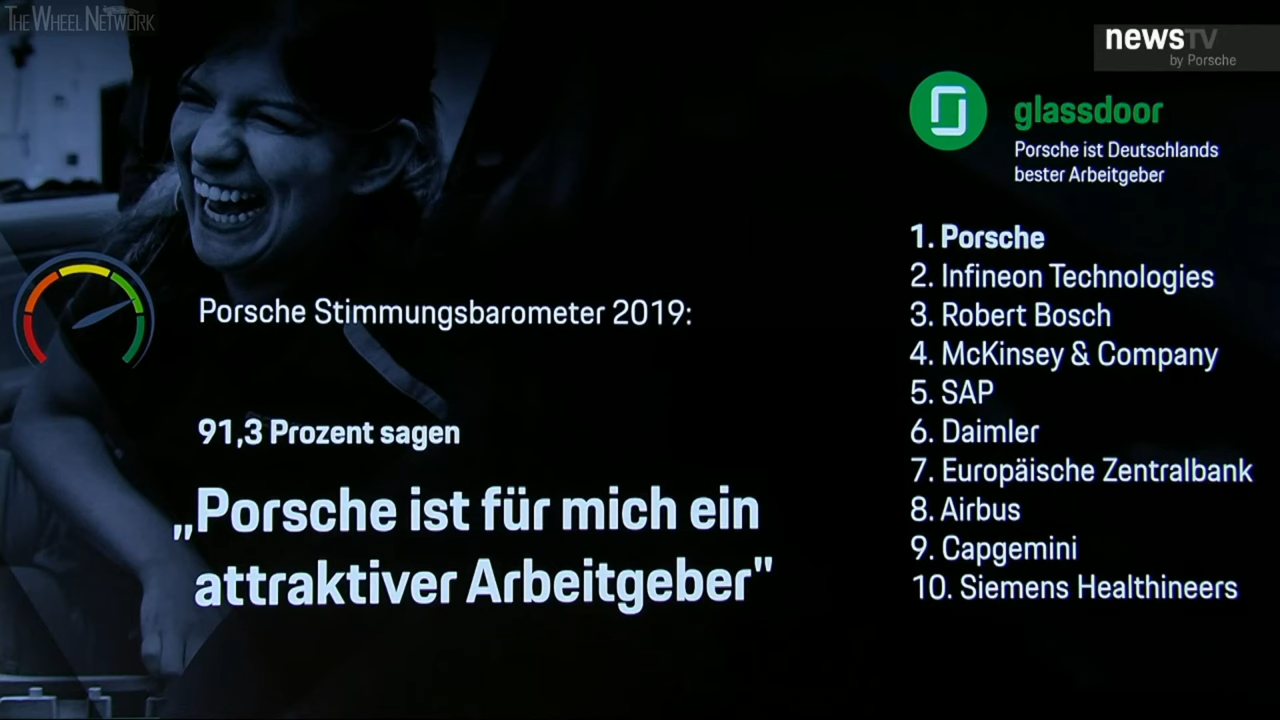 THE WHEEL NETWORK
newsTV
by Porsche
glassdoor
Porsche ist Deutschlands
bester Arbeitgeber
1. Porsche
2. Infineon Technologies
3. Robert Bosch
4. McKinsey & Company
5. SAP
6. Daimler
7. Europäische Zentralbank
8. Airbus
9. Capgemini
10. Siemens Healthineers
Porsche Stimmungsbarometer 2019:
91,3 Prozent sagen
„Porsche ist für mich ein
attraktiver Arbeitgeber"